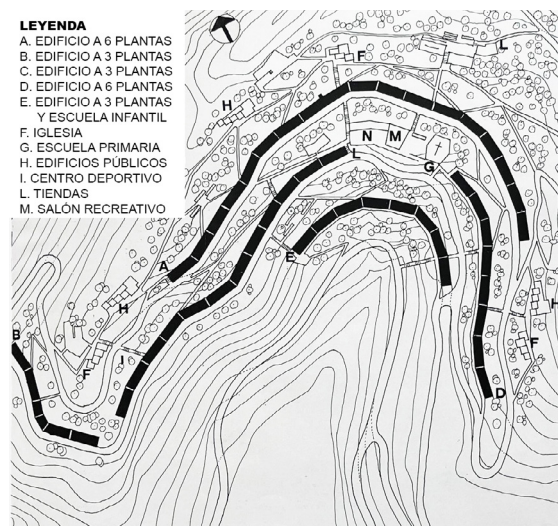 LEYENDA
A. EDIFICIO A 6 PLANTAS
B. EDIFICIO A 3 PLANTAS
C. EDIFICIO A 3 PLANTAS
D. EDIFICIO A 6 PLANTAS
E. EDIFICIO A 3 PLANTAS
Y ESCUELA INFANTIL
F. IGLESIA
G. ESCUELA PRIMARIA
H. EDIFICIOS PÚBLICOS
I. CENTRO DEPORTIVO
L. TIENDAS
M. SALÓN RECREATIVO
L
F
H
N M
L
G
A
E
H
H
B
I
F
F
D